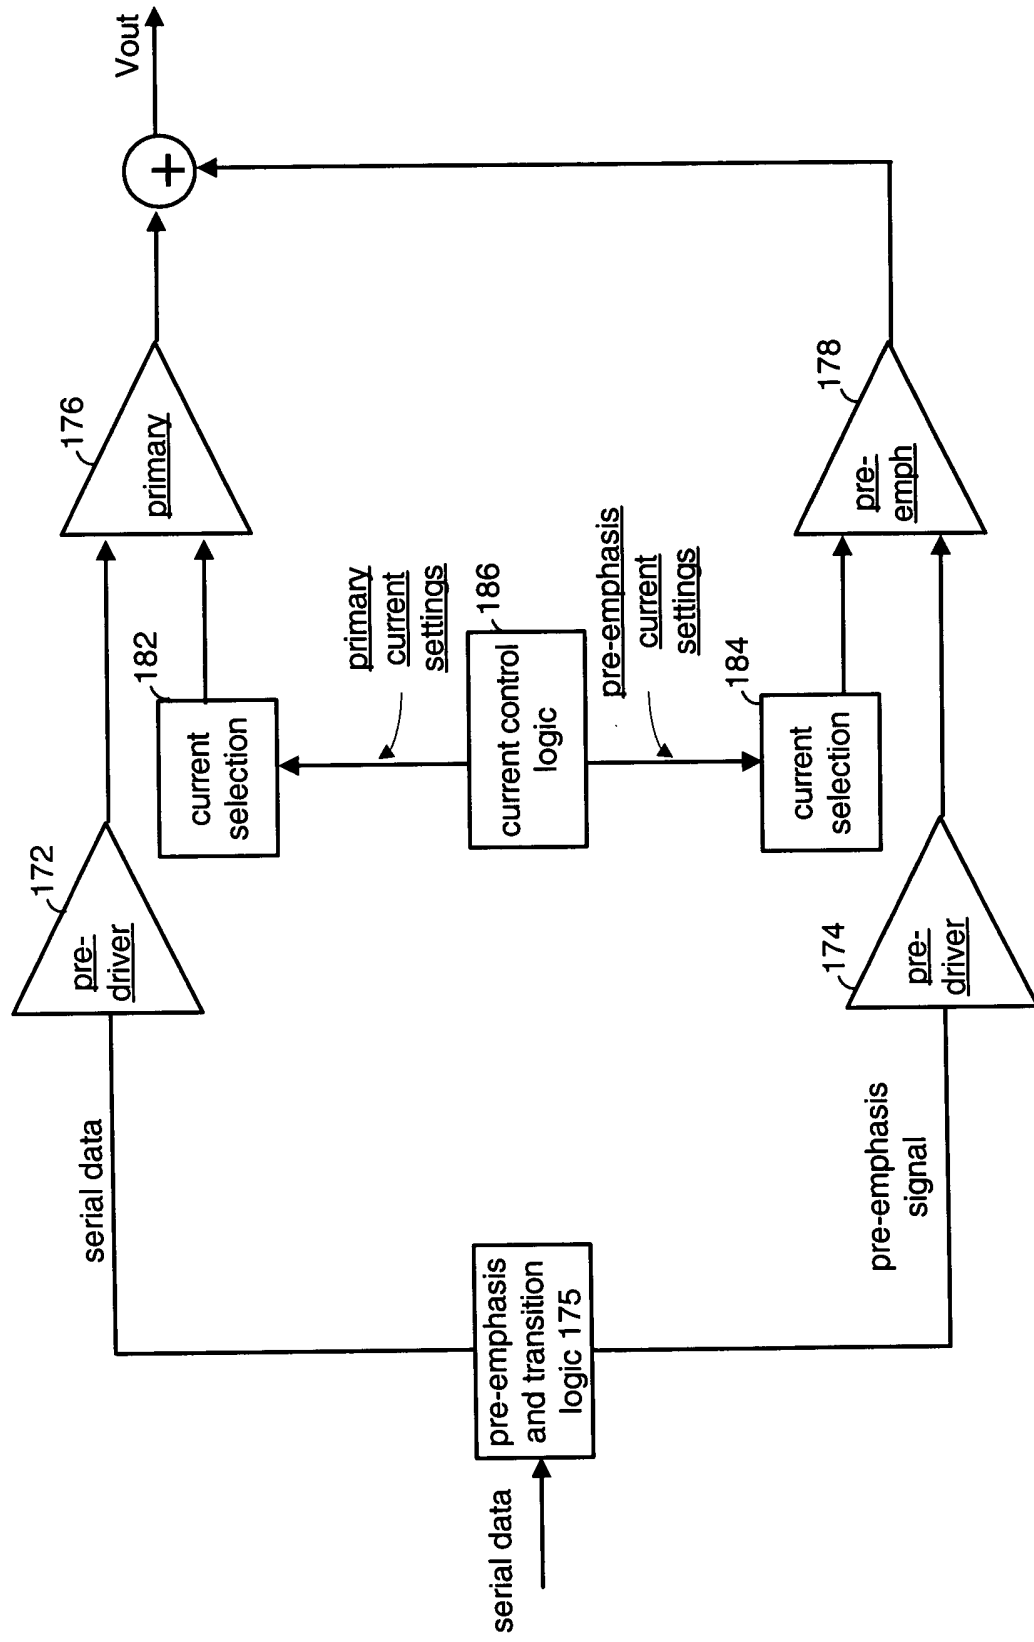 serial data
pre-emphasis
and transition
logic 175
serial data
pre-emphasis
signal
172
pre-
driver
174
pre-
driver
182
current
selection
primary
current
settings
186
current control
logic
pre-emphasis
current
settings
184
current
selection
176
primary
178
pre-
emph
+
Vout